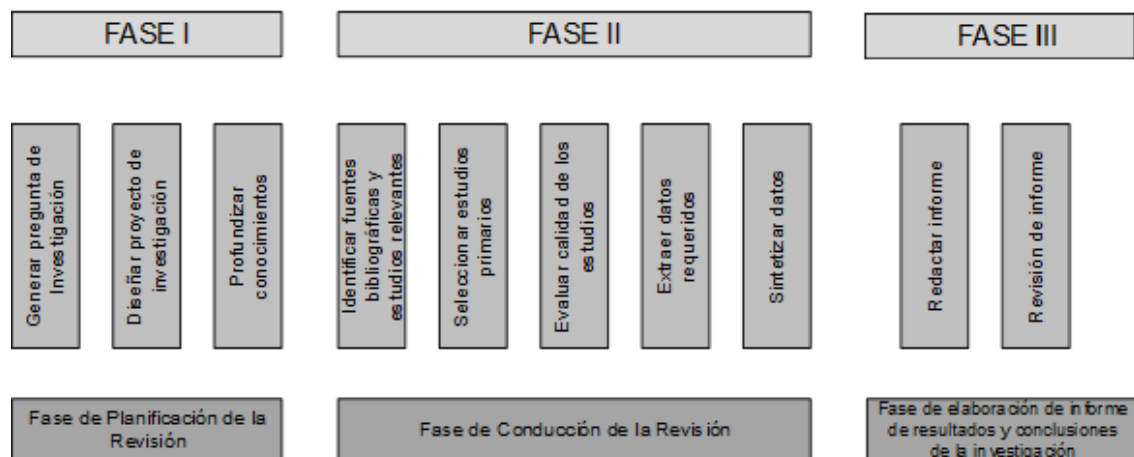 FASE I
FASE II
FASE III
Generar pregunta de
Investigación
Diseñar proyecto de
investigación
Profundizar
conocimientos
Identificar fuentes
bibliográficas y
estudios relevantes
Seleccionar estudios
primarios
Evaluar calidad de los
estudios
Extraer datos
requeridos
Sintetizar datos
Redactar informe
Revisión de informe
Fase de Planificación de la
Revisión
Fase de Conducción de la Revisión
Fase de elaboración de informe
de resultados y conclusiones
de la investigación